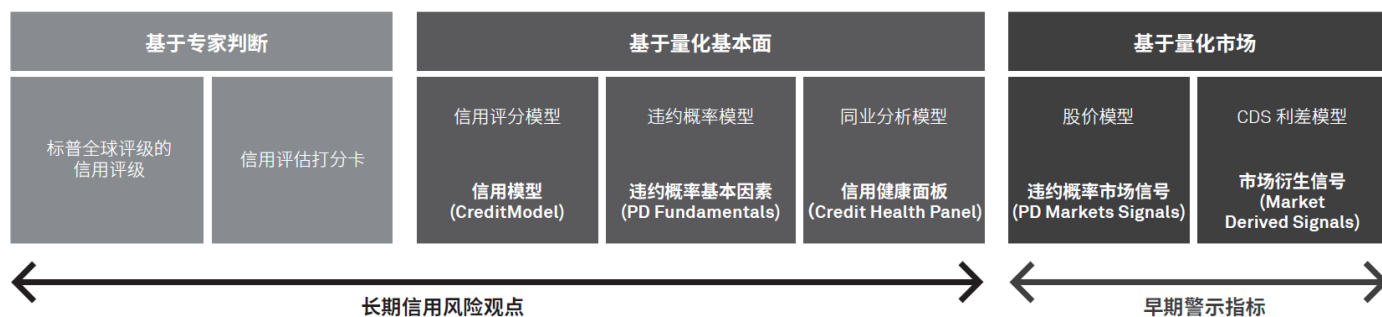 基于专家判断
基于量化基本面
基于量化市场
标普全球评级的
信用评级
信用评估打分卡
信用评分模型
信用模型
(CreditModel)
违约概率模型
违约概率基本因素
(PD Fundamentals)
同业分析模型
信用健康面板
(Credit Health Panel)
股价模型
违约概率市场信号
(PD Markets Signals)
CDS 利差模型
市场衍生信号
(Market
Derived Signals)
长期信用风险观点
早期警示指标